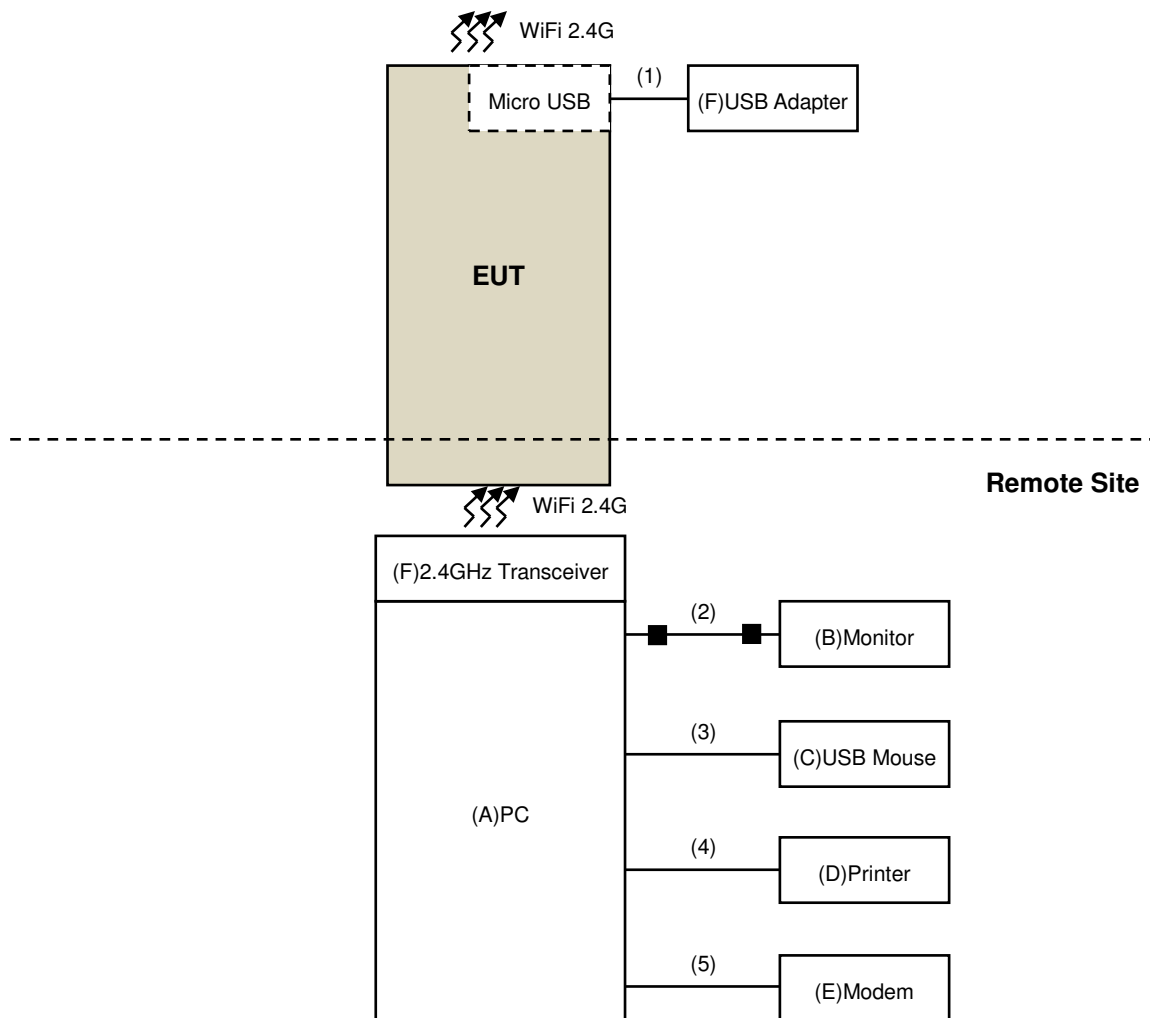 WiFi 2.4G
(1)
Micro USB
(F)USB Adapter
EUT
Remote Site
WiFi 2.4G
(F)2.4GHz Transceiver
(2)
(B)Monitor
(3)
(C)USB Mouse
(A)PC
(4)
(D)Printer
(5)
(E)Modem